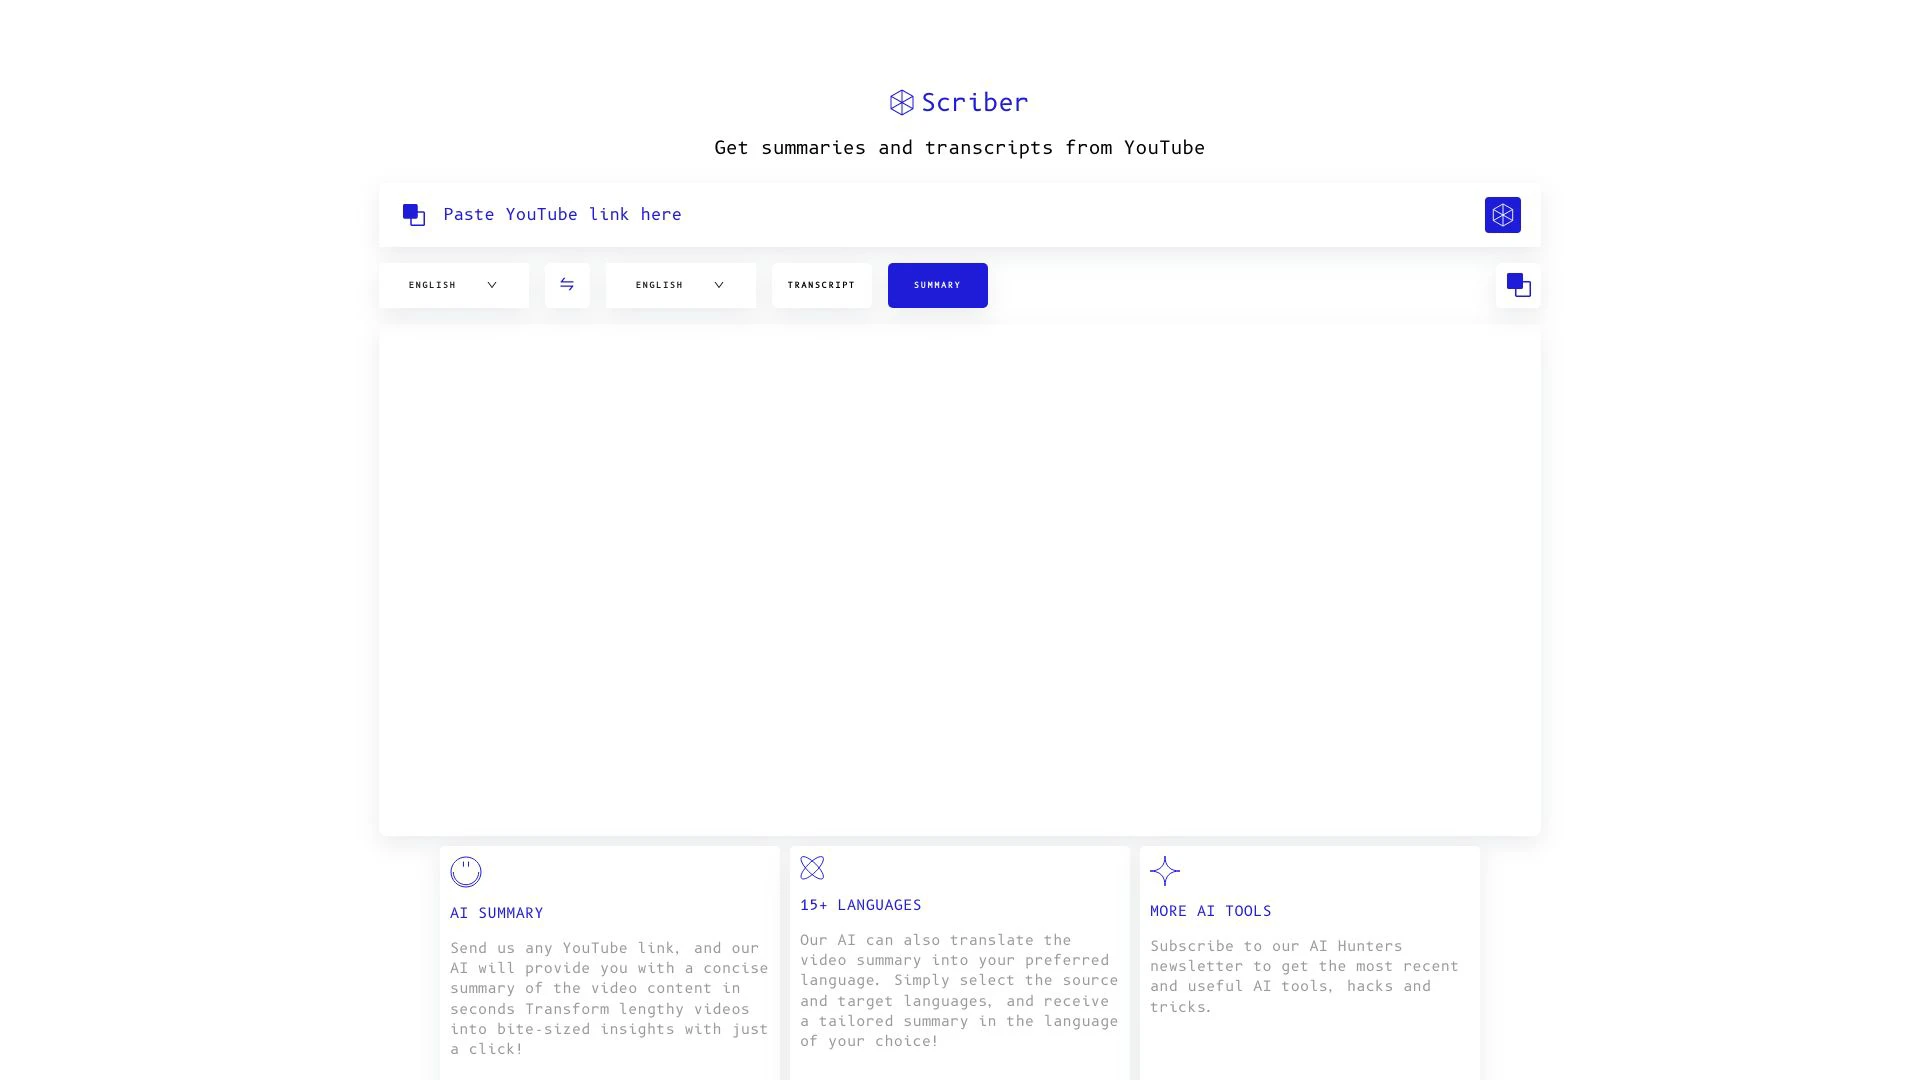 Scriber
Get summaries and transcripts from YouTube
Paste YouTube link here
ENGLISH
ENGLISH
TRANSCRIPT
SUMMARY
AI SUMMARY
Send us any YouTube link, and our
AI will provide you with a concise
summary of the video content in
seconds Transform lengthy videos
into bite-sized insights with just
a click!
15+ LANGUAGES
Our AI can also translate the
video summary into your preferred
language. Simply select the source
and target languages, and receive
a tailored summary in the language
of your choice!
MORE AI TOOLS
Subscribe to our AI Hunters
newsletter to get the most recent
and useful AI tools, hacks and
tricks.